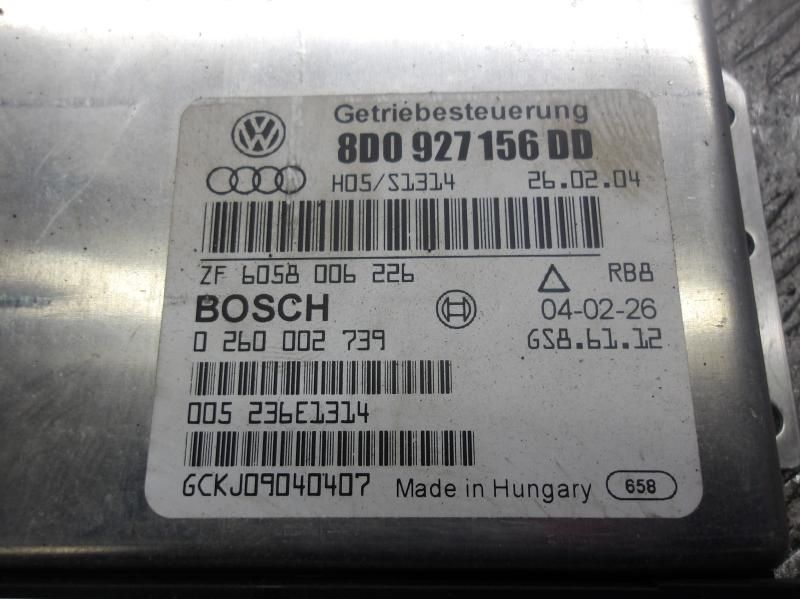 Getriebesteuerung
8D0 927 156 DD
H05/S1314 26.02.04
ZF 6058 006 226 RB8
BOSCH 04-02-26
0 260 002 739 GS8.61.12
005 236E1314
GCKJ09040407 Made in Hungary 658